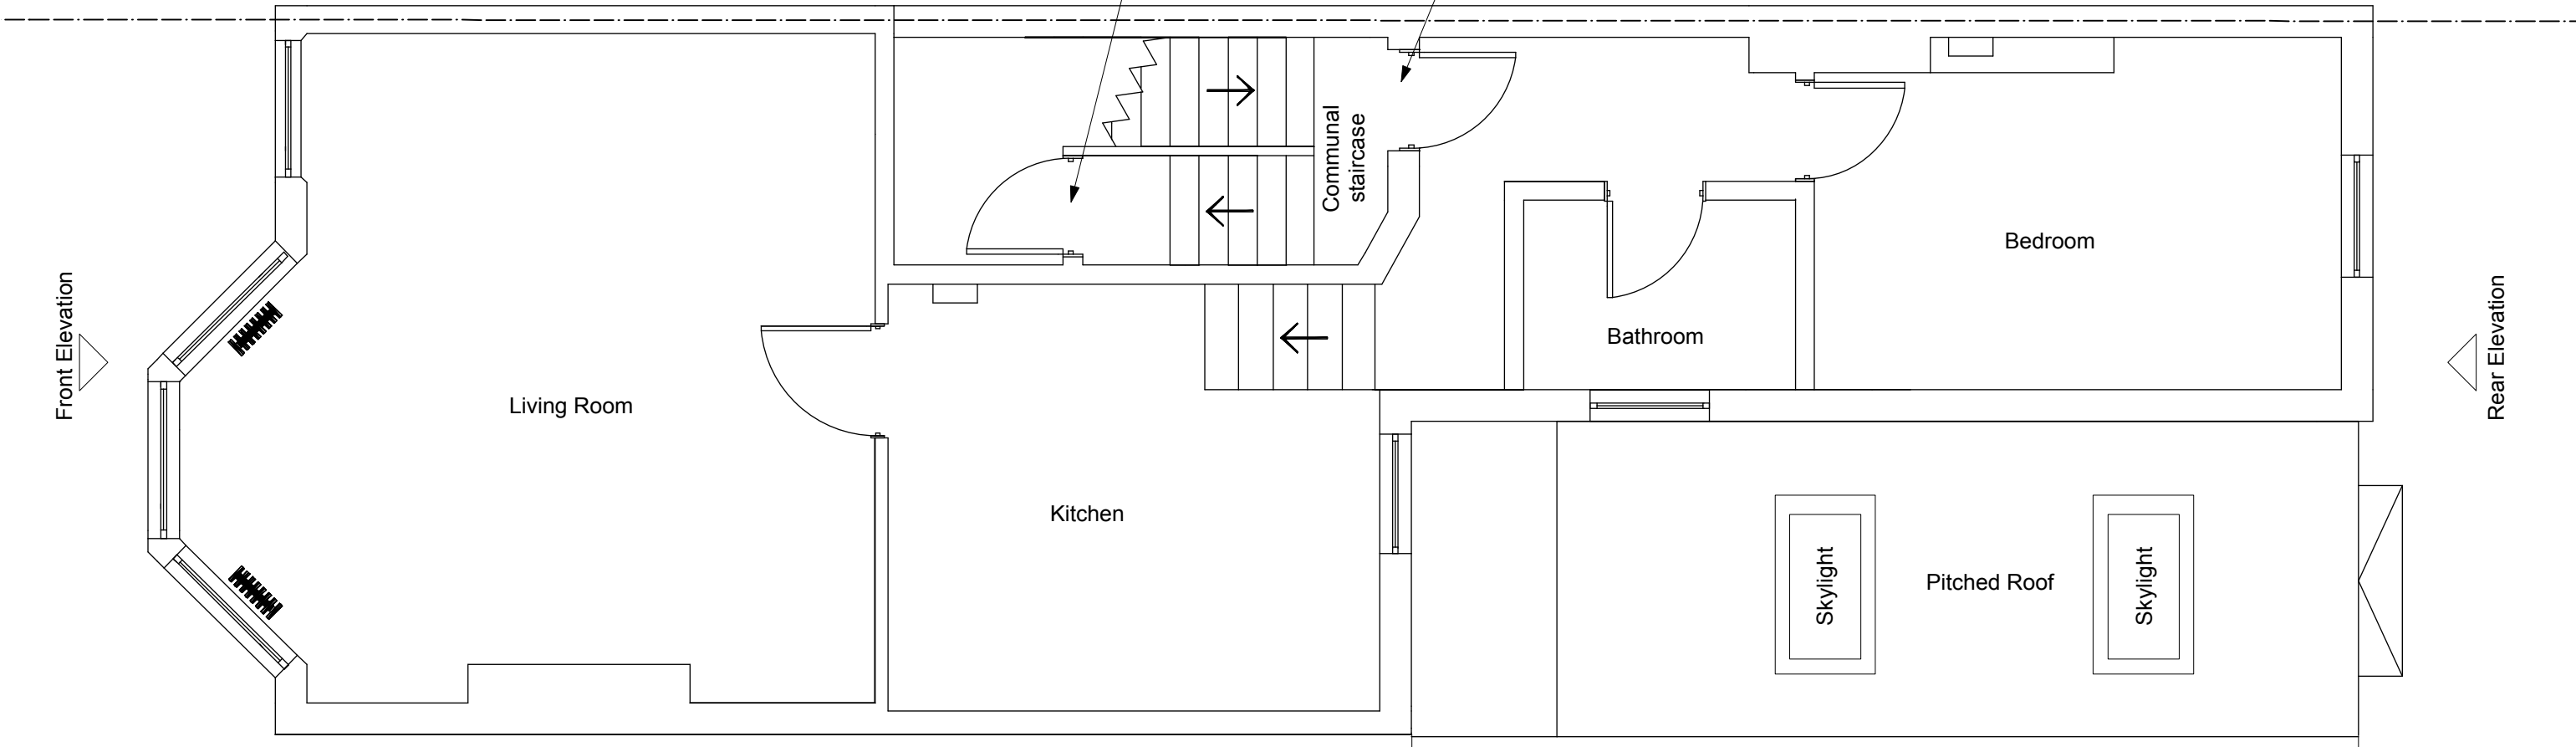 Communal
staircase
Bedroom
Front Elevation
Rear Elevation
Bathroom
Living Room
Kitchen
Skylight
Pitched Roof
Skylight